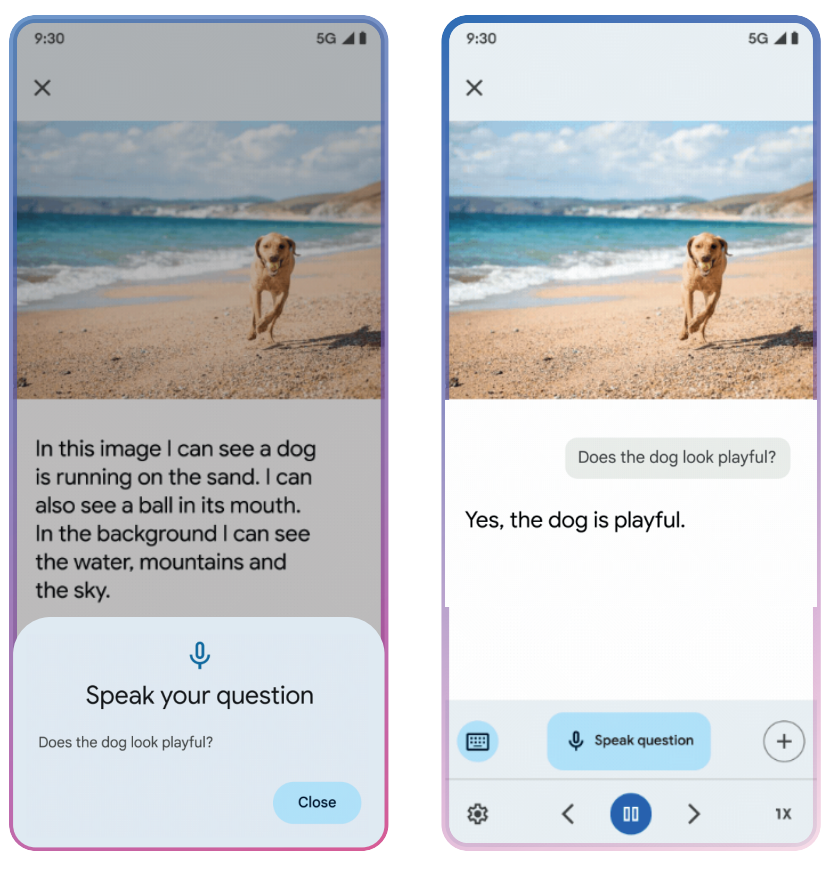 9:30
5G
In this image I can see a dog
is running on the sand. I can
also see a ball in its mouth.
In the background I can see
the water, mountains and
the sky.
Speak your question
Does the dog look playful?
Close
9:30
5G
Does the dog look playful?
Yes, the dog is playful.
Speak question
1X